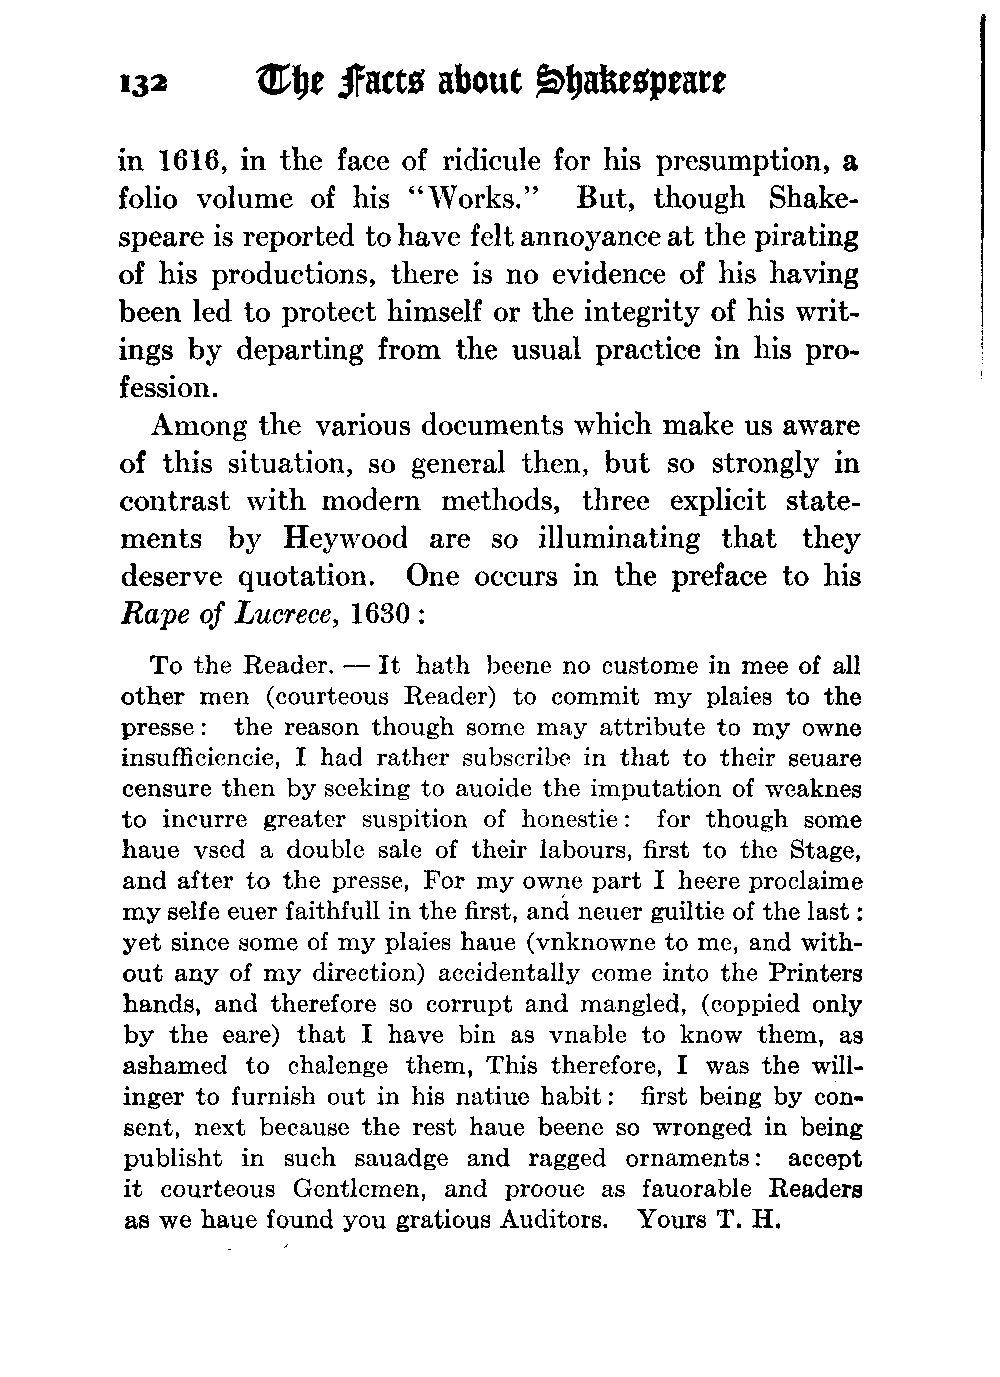 132 The Facts about Shakespeare
in 1616, in the face of ridicule for his presumption, a
folio volume of his “Works.” But, though Shake-
speare is reported to have felt annoyance at the pirating
of his productions, there is no evidence of his having
been led to protect himself or the integrity of his writ-
ings by departing from the usual practice in his pro-
fession.
Among the various documents which make us aware
of this situation, so general then, but so strongly in
contrast with modern methods, three explicit state-
ments by Heywood are so illuminating that they
deserve quotation. One occurs in the preface to his
Rape of Lucrece, 1630 :
To the Reader. — It hath beene no custome in mee of all
other men (courteous Reader) to commit my plaies to the
presse : the reason though some may attribute to my owne
insufficiencie, I had rather subscribe in that to their seuare
censure then by seeking to auoide the imputation of weaknes
to incurre greater suspition of honestie : for though some
haue vsed a double sale of their labours, first to the Stage,
and after to the presse, For my owne part I heere proclaime
my selfe euer faithfull in the first, and neuer guiltie of the last :
yet since some of my plaies haue (vnknowne to me, and with-
out any of my direction) accidentally come into the Printers
hands, and therefore so corrupt and mangled, (coppied only
by the eare) that I have bin as vnable to know them, as
ashamed to chalenge them, This therefore, I was the will-
inger to furnish out in his natiue habit : first being by con-
sent, next because the rest haue beene so wronged in being
publisht in such sauadge and ragged ornaments : accept
it courteous Gentlemen, and prooue as fauorable Readers
as we haue found you gratious Auditors. Yours T. H.